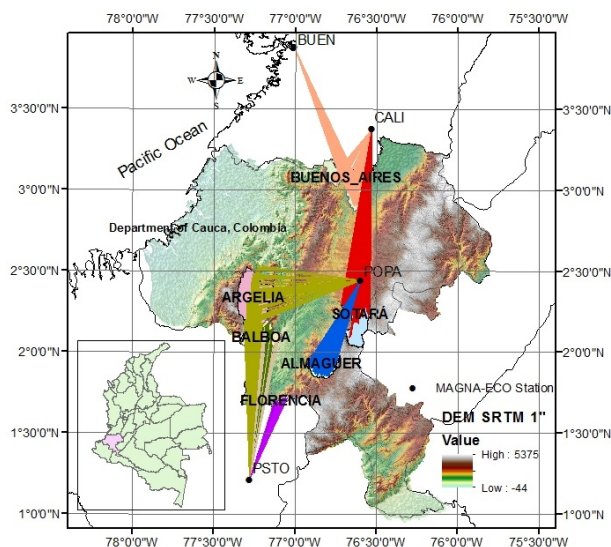 78°0'0"W 77°30'0"W 77°0'0"W 76°30'0"W 76°0'0"W 75°30'0"W
BUEN
N
W E
S
3°30'0"N 3°30'0"N
CALI
Pacific Ocean
3°0'0"N 3°0'0"N
BUENOS_AIRES
Department of Cauca, Colombia
2°30'0"N 2°30'0"N
POPA
ARGELIA
SOTARÁ
BALBOA
2°0'0"N 2°0'0"N
ALMAGUER
MAGNA-ECO Station
FLORENCIA
DEM SRTM 1"
Value
1°30'0"N 1°30'0"N
High : 5375
PSTO
Low : -44
1°0'0"N 1°0'0"N
78°0'0"W 77°30'0"W 77°0'0"W 76°30'0"W 76°0'0"W 75°30'0"W